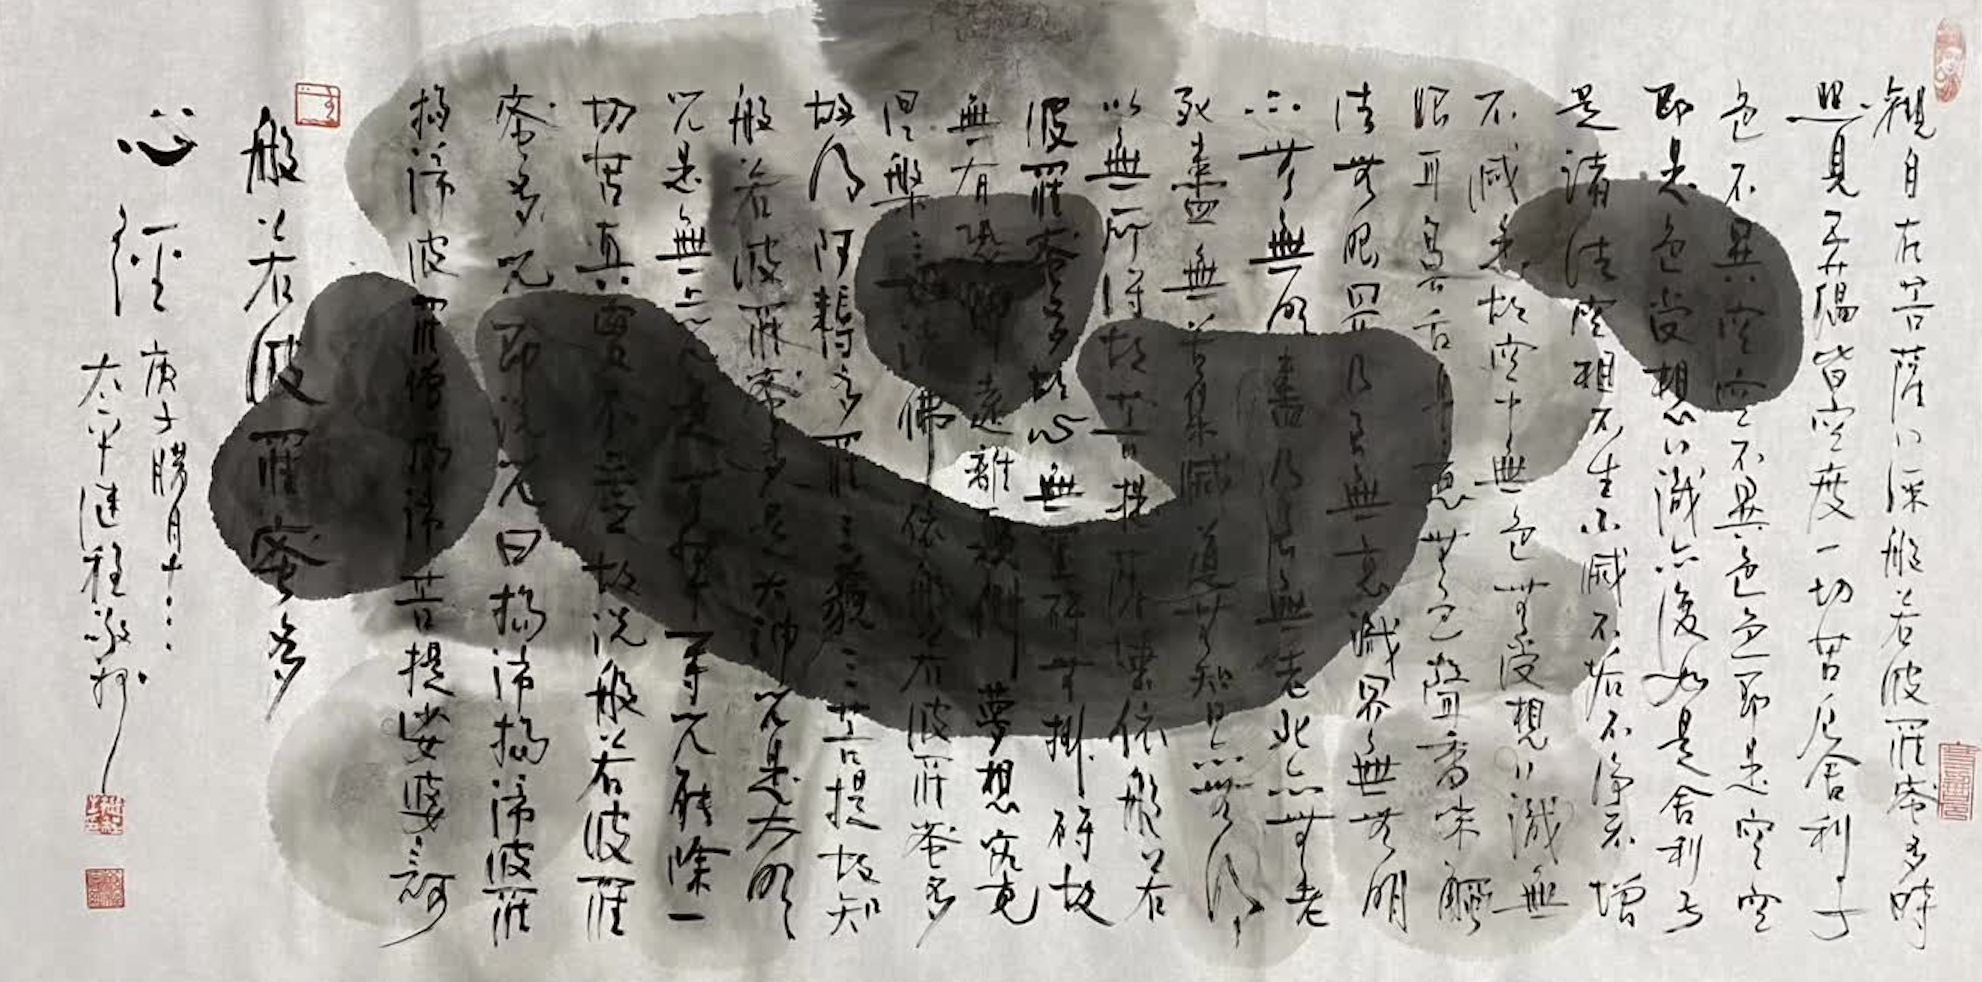 觀自在菩薩行深般若波羅蜜多時
照見五蘊皆空度一切苦厄舍利子
色不異空空不異色色即是空空
即是色受想行識亦復如是舍利子
是諸法空相不生不滅不垢不淨不增
不減是故空中無色無受想行識無
眼耳鼻舌身意無色聲香味觸
法無眼界乃至無意識界無無明
亦無無明盡乃至無老死亦無老
死盡無苦集滅道無智亦無得
以無所得故菩提薩埵依般若
波羅蜜多故心無罣礙無掛礙故
無有恐怖遠離顛倒夢想究竟
涅槃三世諸佛依般若波羅蜜多
故得阿耨多羅三藐三菩提故知
般若波羅蜜多是大神咒是大明
咒是無上咒是無等等咒能除一
切苦真實不虛故説般若波羅
蜜多咒即説咒曰揭諦揭諦波羅
揭諦波羅僧揭諦菩提娑婆訶
般若波羅蜜多
心經
庚子腊月十
太平